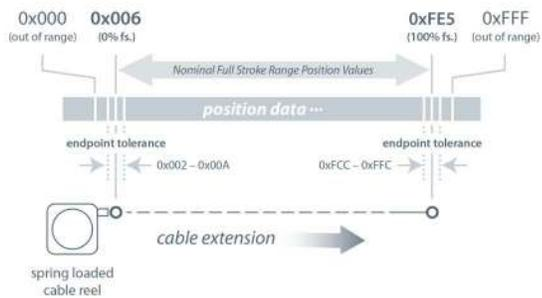 0x000
(out of range)
0x006
(0% fs.)
0xFE5
(100% fs.)
0xFFF
(out of range)
Nominal Full Stroke Range Position Values
position data ···
endpoint tolerance
0x002 – 0x00A
endpoint tolerance
0xFCC – 0xFFC
cable extension
spring loaded
cable reel